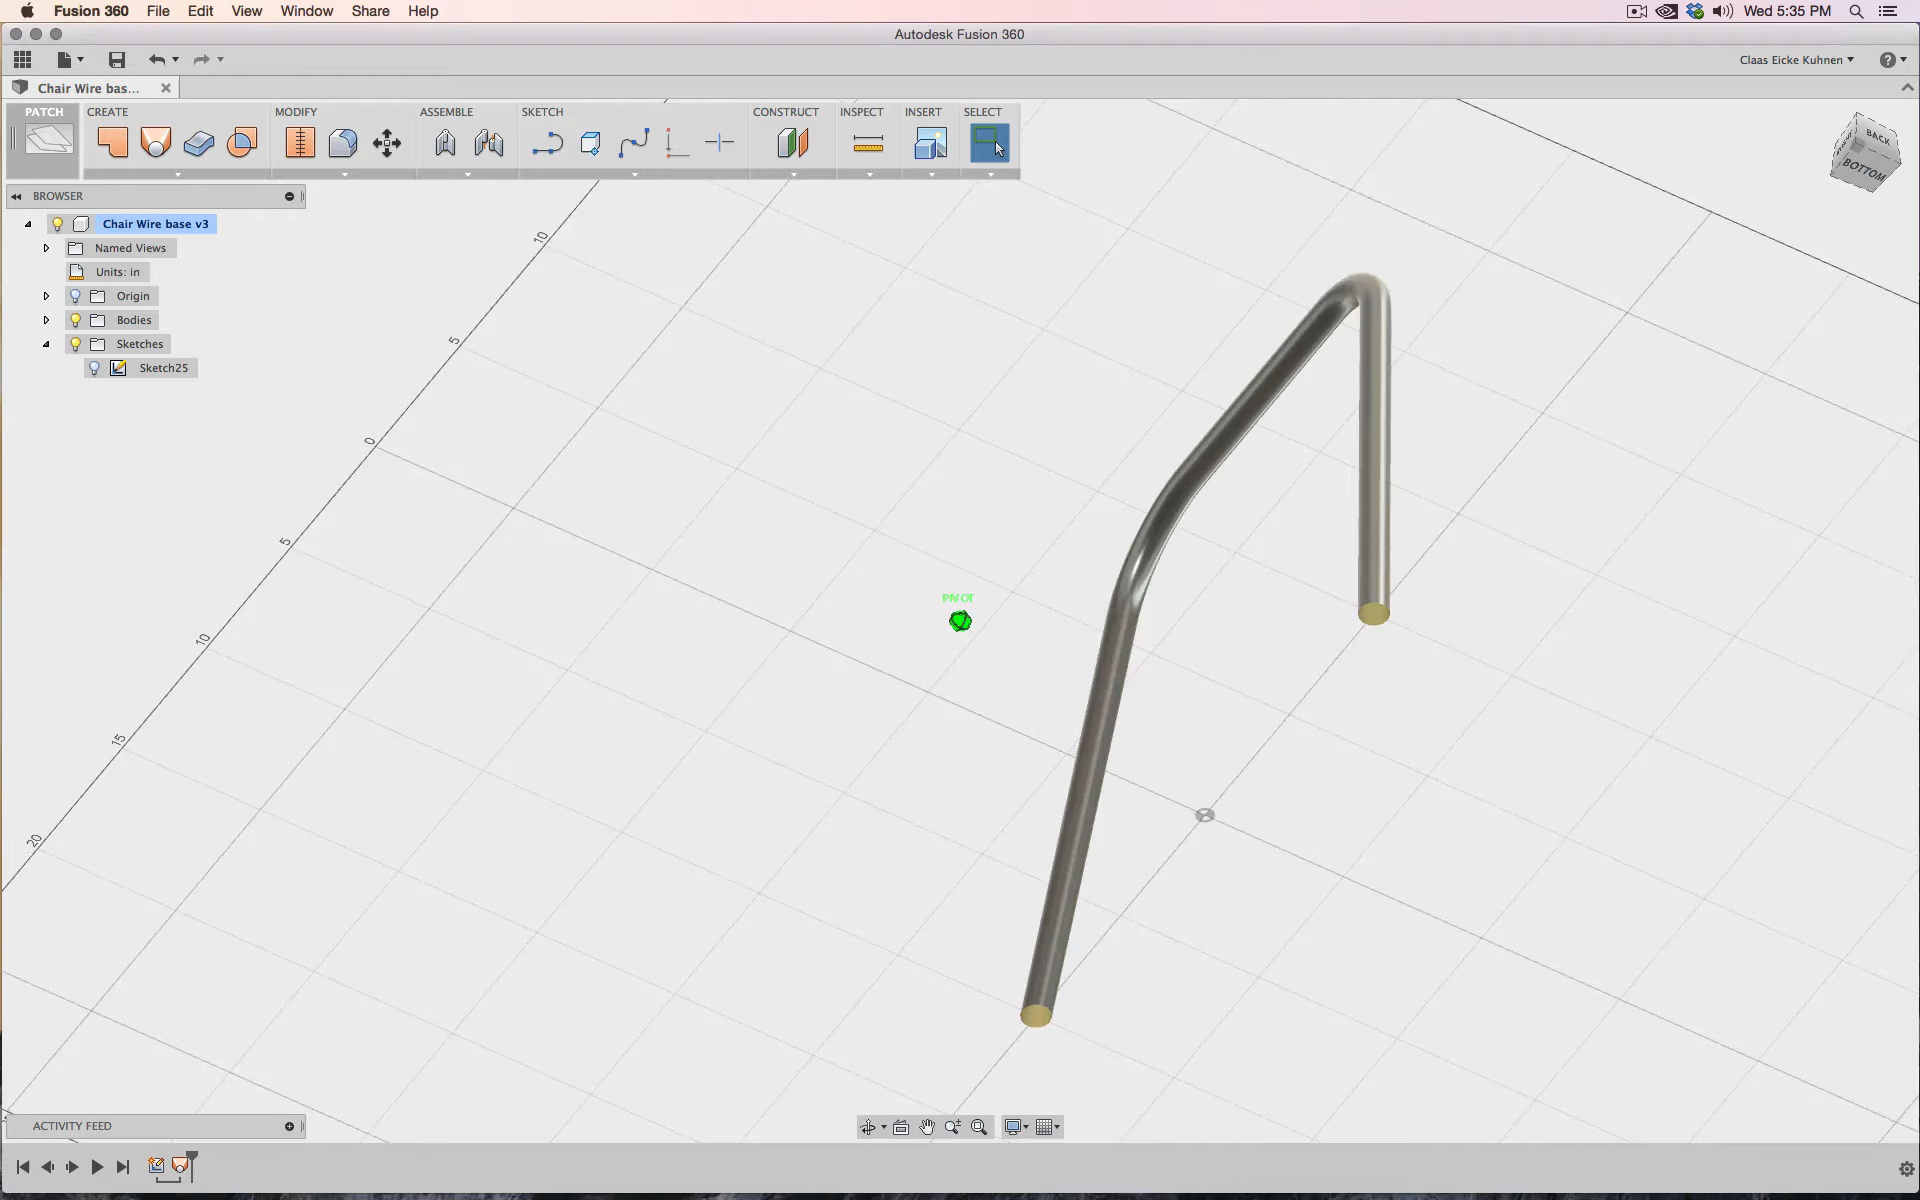 Fusion 360 File Edit View Window Share Help Wed 5:35 PM
Autodesk Fusion 360
Claas Eicke Kuhnen
Chair Wire bas...
PATCH CREATE MODIFY ASSEMBLE SKETCH CONSTRUCT INSPECT INSERT SELECT
BACK
BOTTOM
BROWSER
Chair Wire base v3
Named Views
Units: in
Origin
Bodies
Sketches
Sketch25
10
5
0
5
10
15
20
PIVOT
ACTIVITY FEED